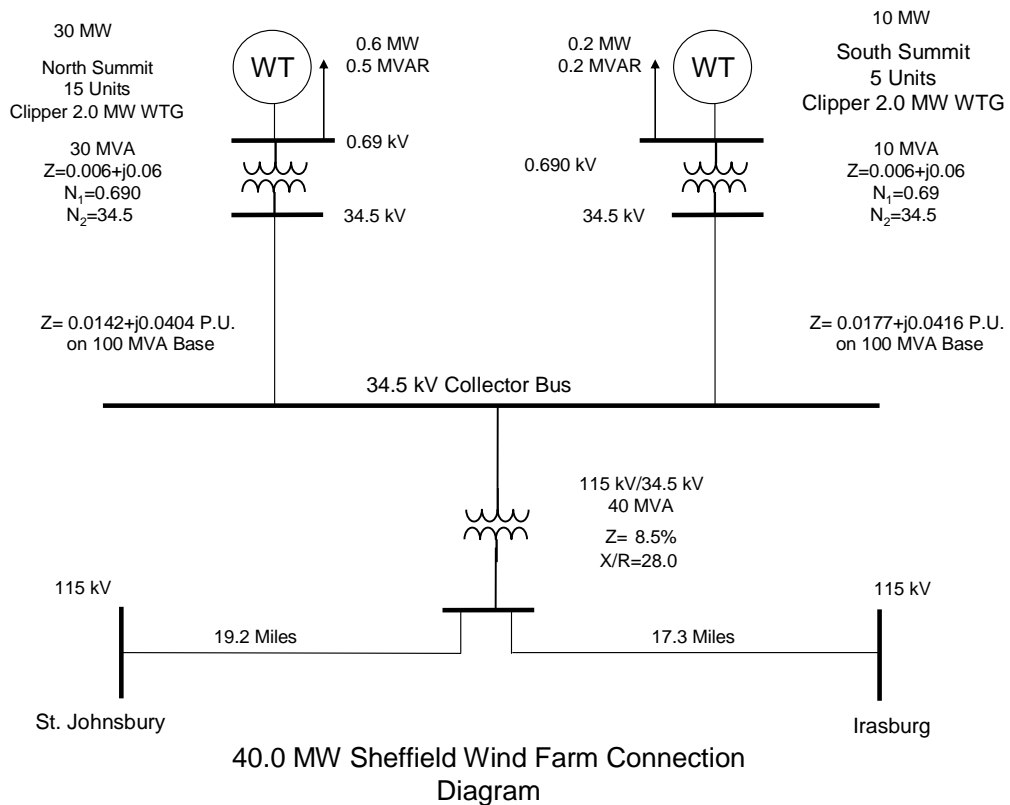 30 MW
North Summit
15 Units
Clipper 2.0 MW WTG
30 MVA
Z=0.006+j0.06
N1=0.690
N2=34.5
WT
0.6 MW
0.5 MVAR
0.69 kV
34.5 kV
Z= 0.0142+j0.0404 P.U.
on 100 MVA Base
0.2 MW
0.2 MVAR
WT
0.690 kV
34.5 kV
10 MW
South Summit
5 Units
Clipper 2.0 MW WTG
10 MVA
Z=0.006+j0.06
N1=0.69
N2=34.5
Z= 0.0177+j0.0416 P.U.
on 100 MVA Base
34.5 kV Collector Bus
115 kV/34.5 kV
40 MVA
Z= 8.5%
X/R=28.0
115 kV
19.2 Miles
St. Johnsbury
115 kV
17.3 Miles
Irasburg
40.0 MW Sheffield Wind Farm Connection
Diagram